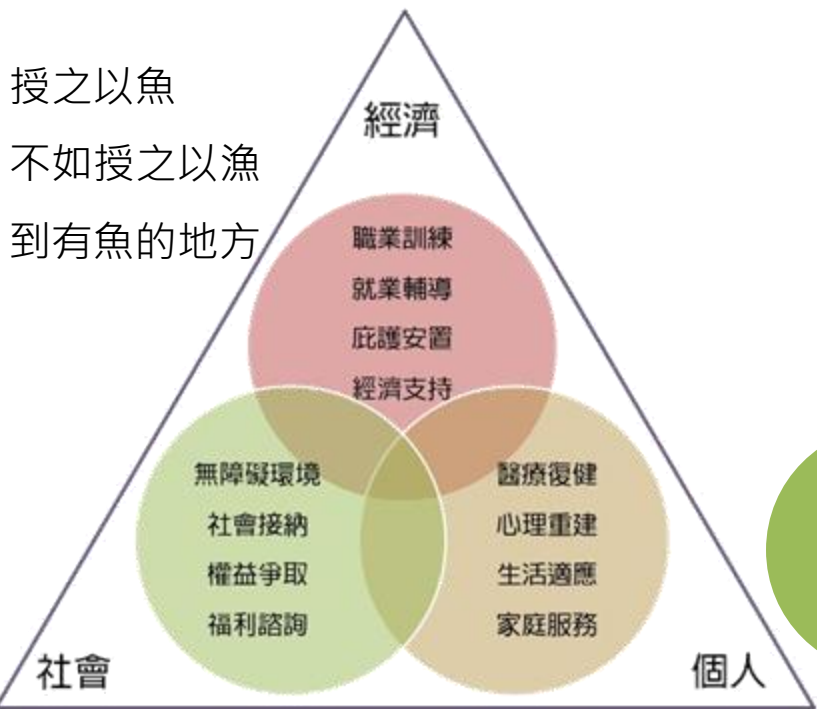 授之以魚
不如授之以漁
到有魚的地方
經濟
職業訓練
就業輔導
庇護安置
經濟支持
無障礙環境
社會接納
權益爭取
福利諮詢
醫療復健
心理重建
生活適應
家庭服務
社會
個人